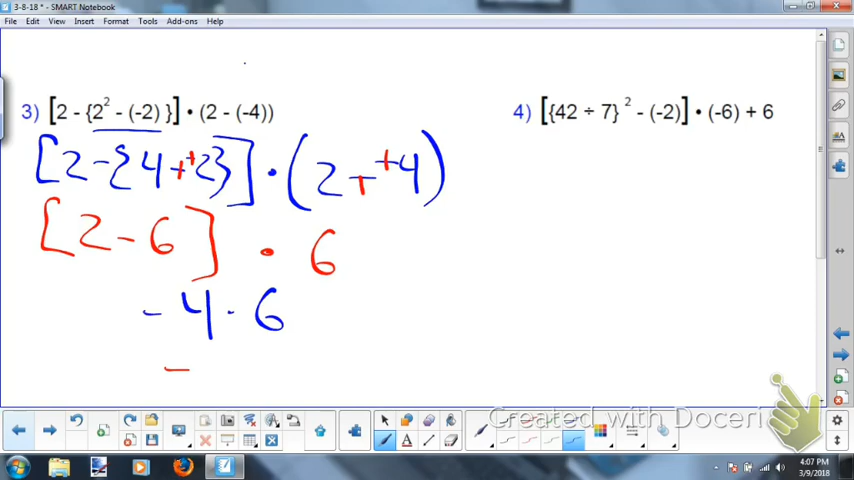 3-8-18 * - SMART Notebook
File Edit View Insert Format Tools Add-ons Help
3) [2 - {2² - (-2) }] • (2 - (-4))
4) [{42 ÷ 7} ² - (-2)] • (-6) + 6
[2 - {4 + +2}] • (2 + +4)
[2 - 6] • 6
-4 • 6
-
Created with Doceri
4:07 PM
3/9/2018